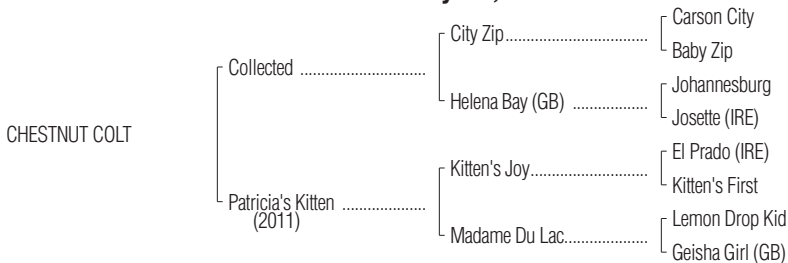 Carson City
City Zip..............................
Baby Zip
Collected ..........................
Johannesburg
Helena Bay (GB) ................
Josette (IRE)
CHESTNUT COLT
El Prado (IRE)
Kitten's Joy.........................
Kitten's First
Patricia's Kitten .................
(2011)
Lemon Drop Kid
Madame Du Lac.................
Geisha Girl (GB)